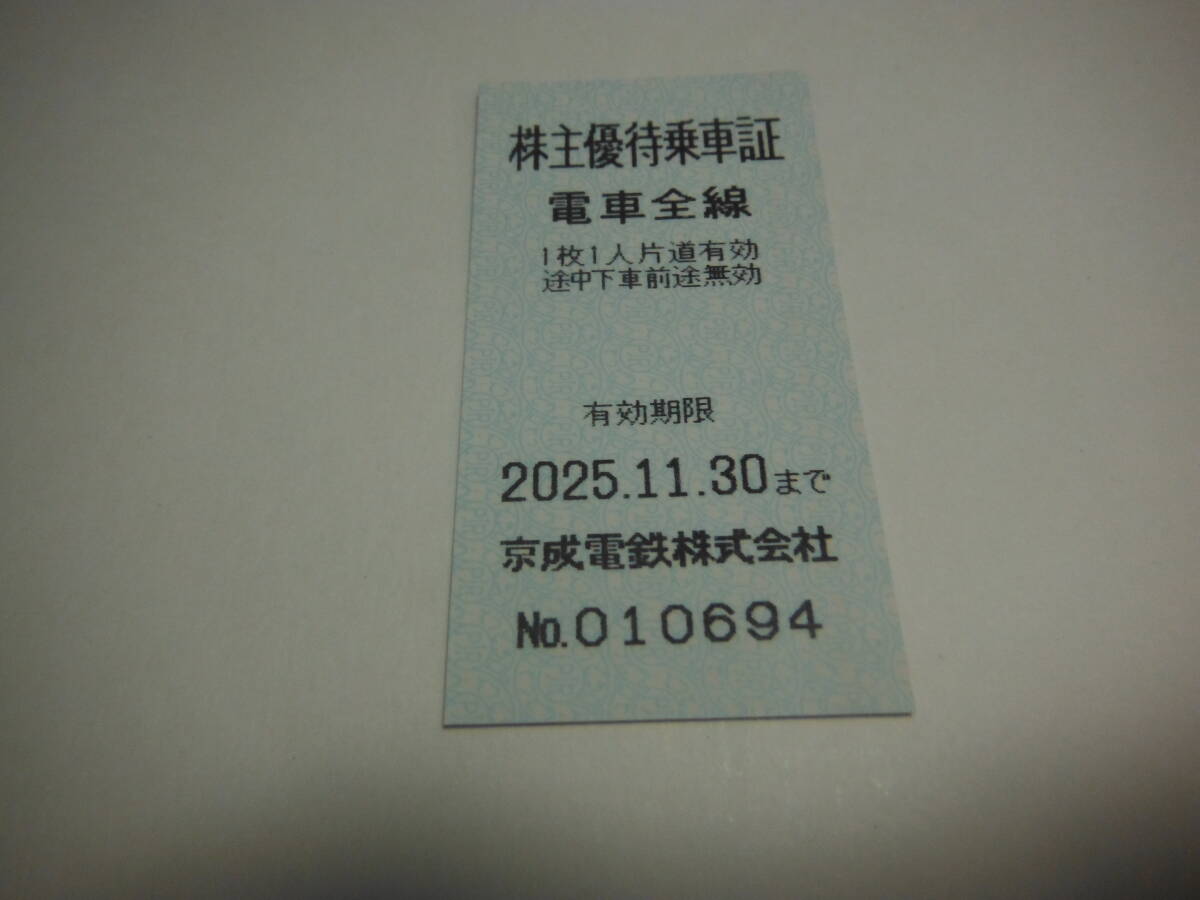 株主優待乗車証
電車全線
1枚1人片道有効
途中下車前途無効
有効期限
2025.11.30まで
京成電鉄株式会社
No.010694